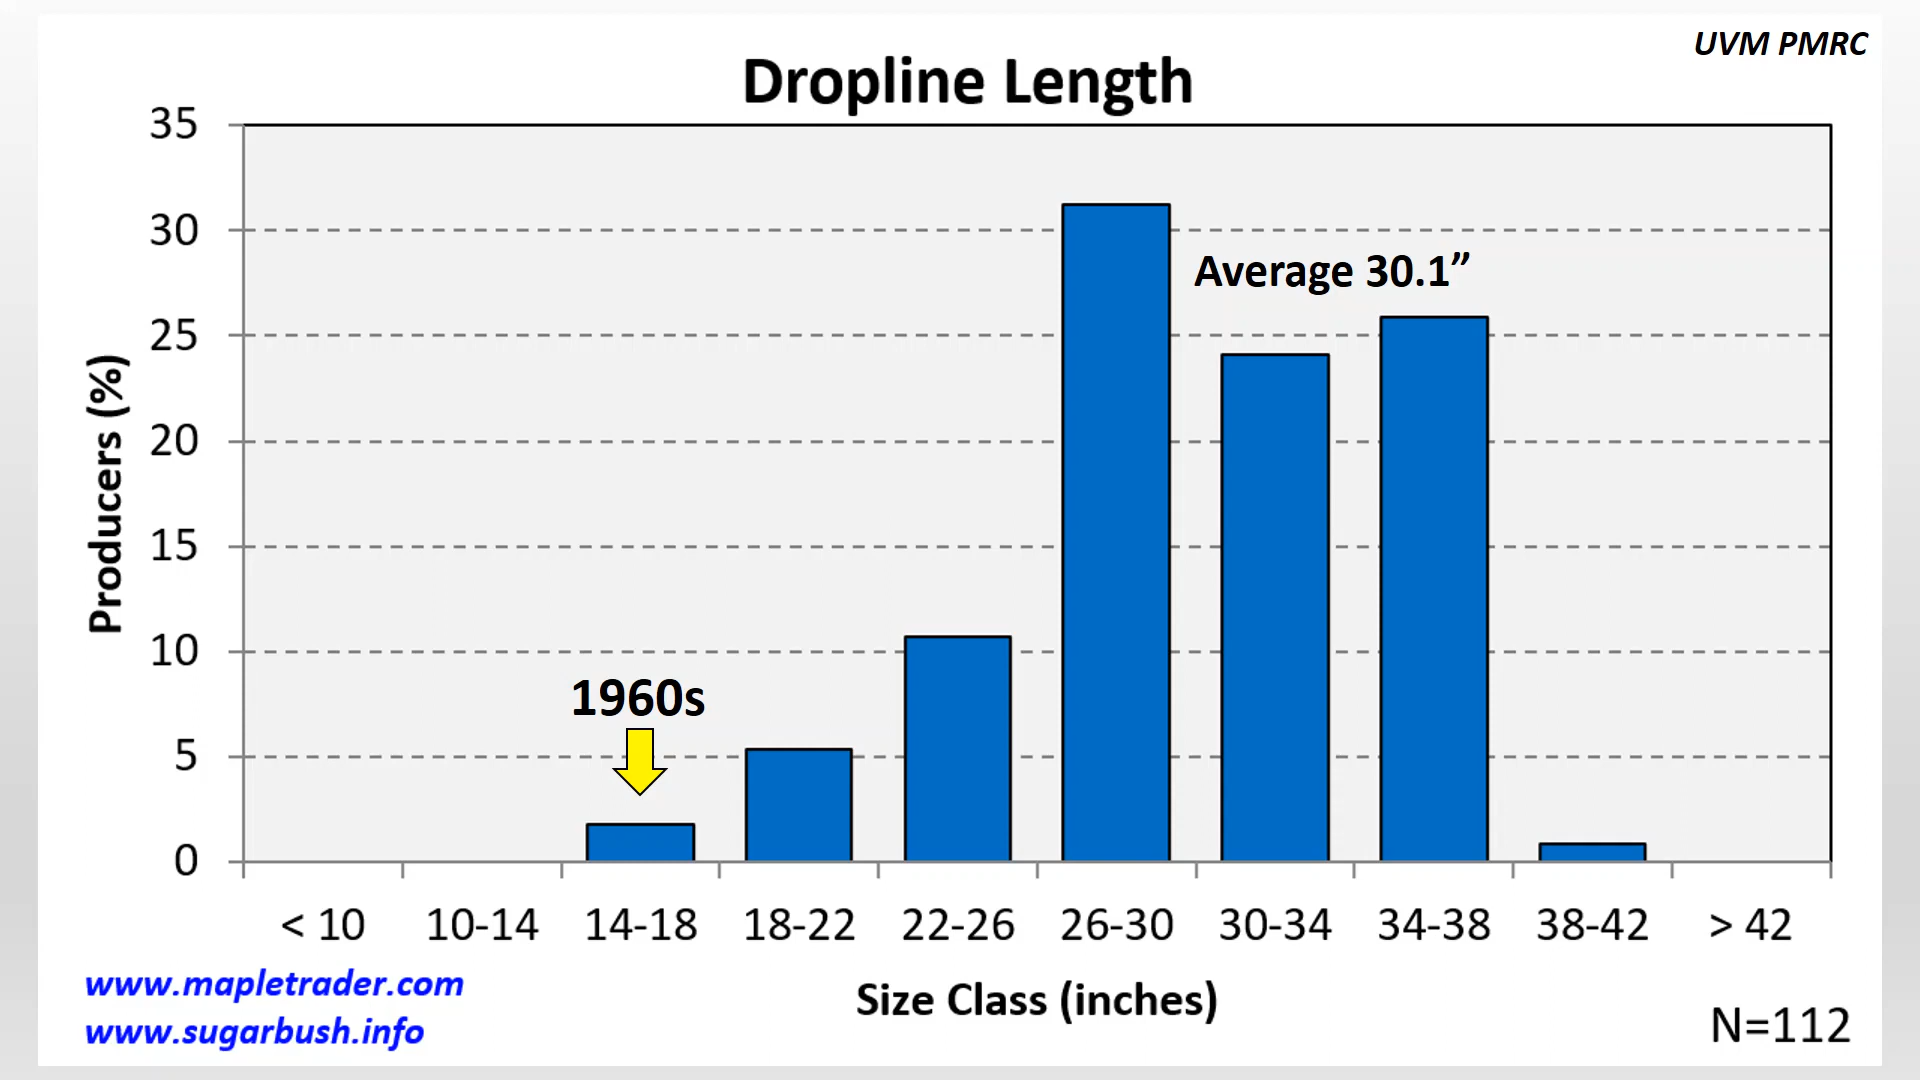 UVM PMRC
Dropline Length
35
30
25
20
15
10
5
0
Producers (%)
Average 30.1”
1960s
< 10 10-14 14-18 18-22 22-26 26-30 30-34 34-38 38-42 > 42
Size Class (inches)
www.mapletrader.com
www.sugarbush.info
N=112